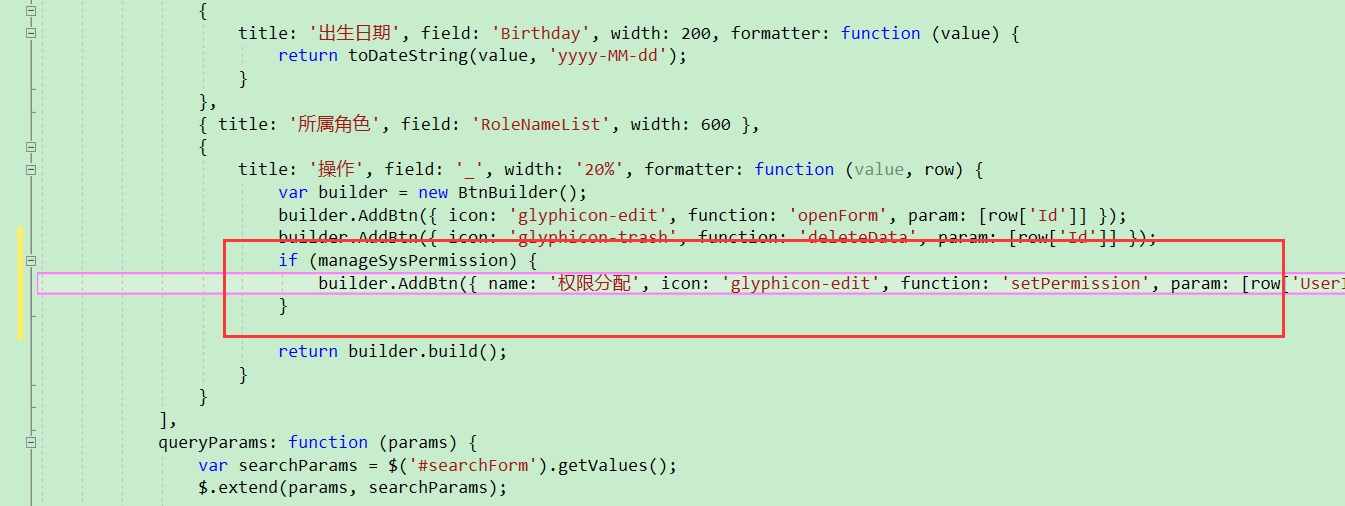 {
title: '出生日期', field: 'Birthday', width: 200, formatter: function (value) {
return toDateString(value, 'yyyy-MM-dd');
}
},
{ title: '所属角色', field: 'RoleNameList', width: 600 },
{
title: '操作', field: '_', width: '20%', formatter: function (value, row) {
var builder = new BtnBuilder();
builder.AddBtn({ icon: 'glyphicon-edit', function: 'openForm', param: [row['Id']] });
builder.AddBtn({ icon: 'glyphicon-trash', function: 'deleteData', param: [row['Id']] });
if (manageSysPermission) {
builder.AddBtn({ name: '权限分配', icon: 'glyphicon-edit', function: 'setPermission', param: [row['User
}
return builder.build();
}
}
],
queryParams: function (params) {
var searchParams = $('#searchForm').getValues();
$.extend(params, searchParams);